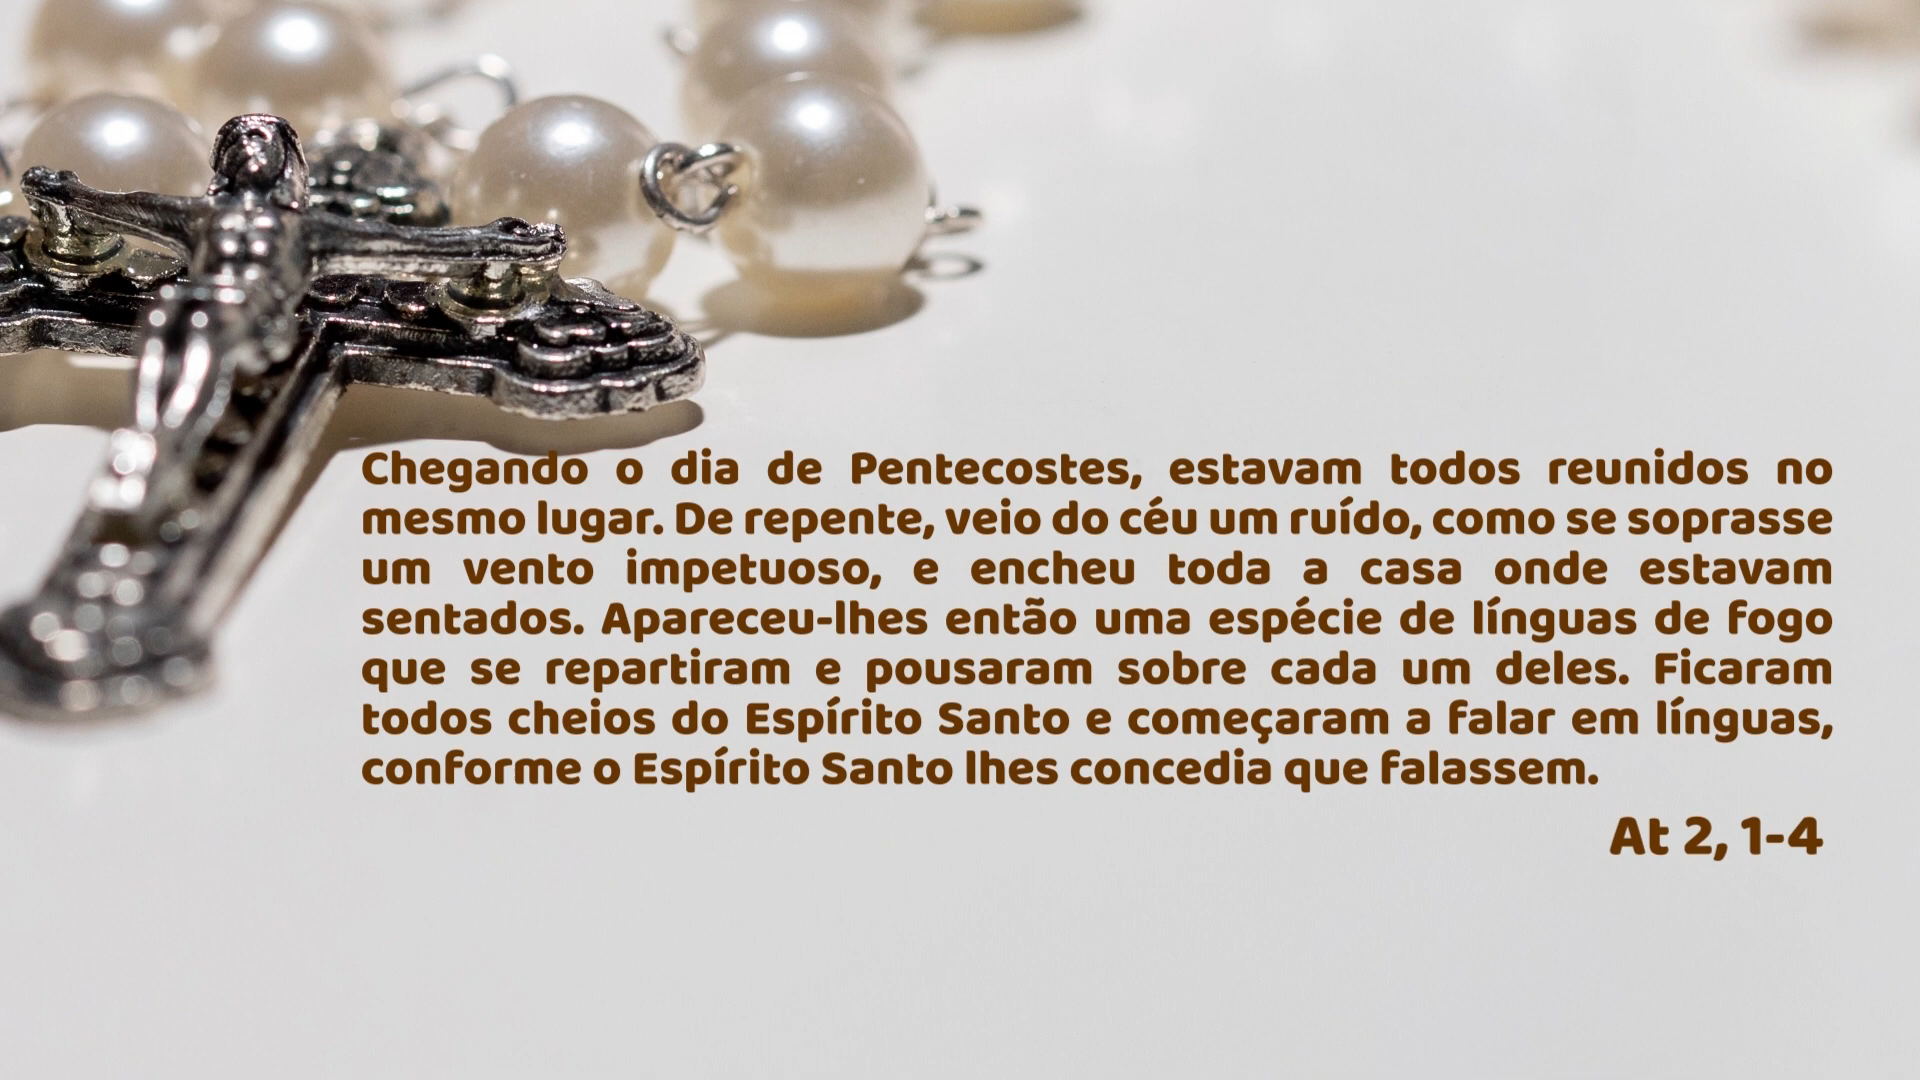 Chegando o dia de Pentecostes, estavam todos reunidos no
mesmo lugar. De repente, veio do céu um ruído, como se soprasse
um vento impetuoso, e encheu toda a casa onde estavam
sentados. Apareceu-lhes então uma espécie de línguas de fogo
que se repartiram e pousaram sobre cada um deles. Ficaram
todos cheios do Espírito Santo e começaram a falar em línguas,
conforme o Espírito Santo lhes concedia que falassem.
At 2, 1-4